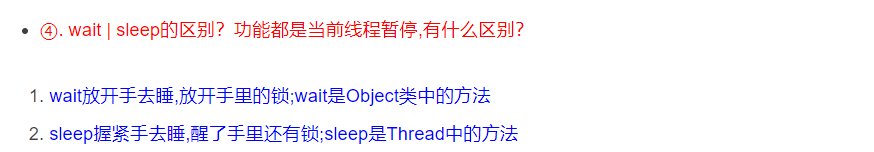 ④. wait | sleep的区别？功能都是当前线程暂停,有什么区别？
1. wait放开手去睡,放开手里的锁;wait是Object类中的方法
2. sleep握紧手去睡,醒了手里还有锁;sleep是Thread中的方法